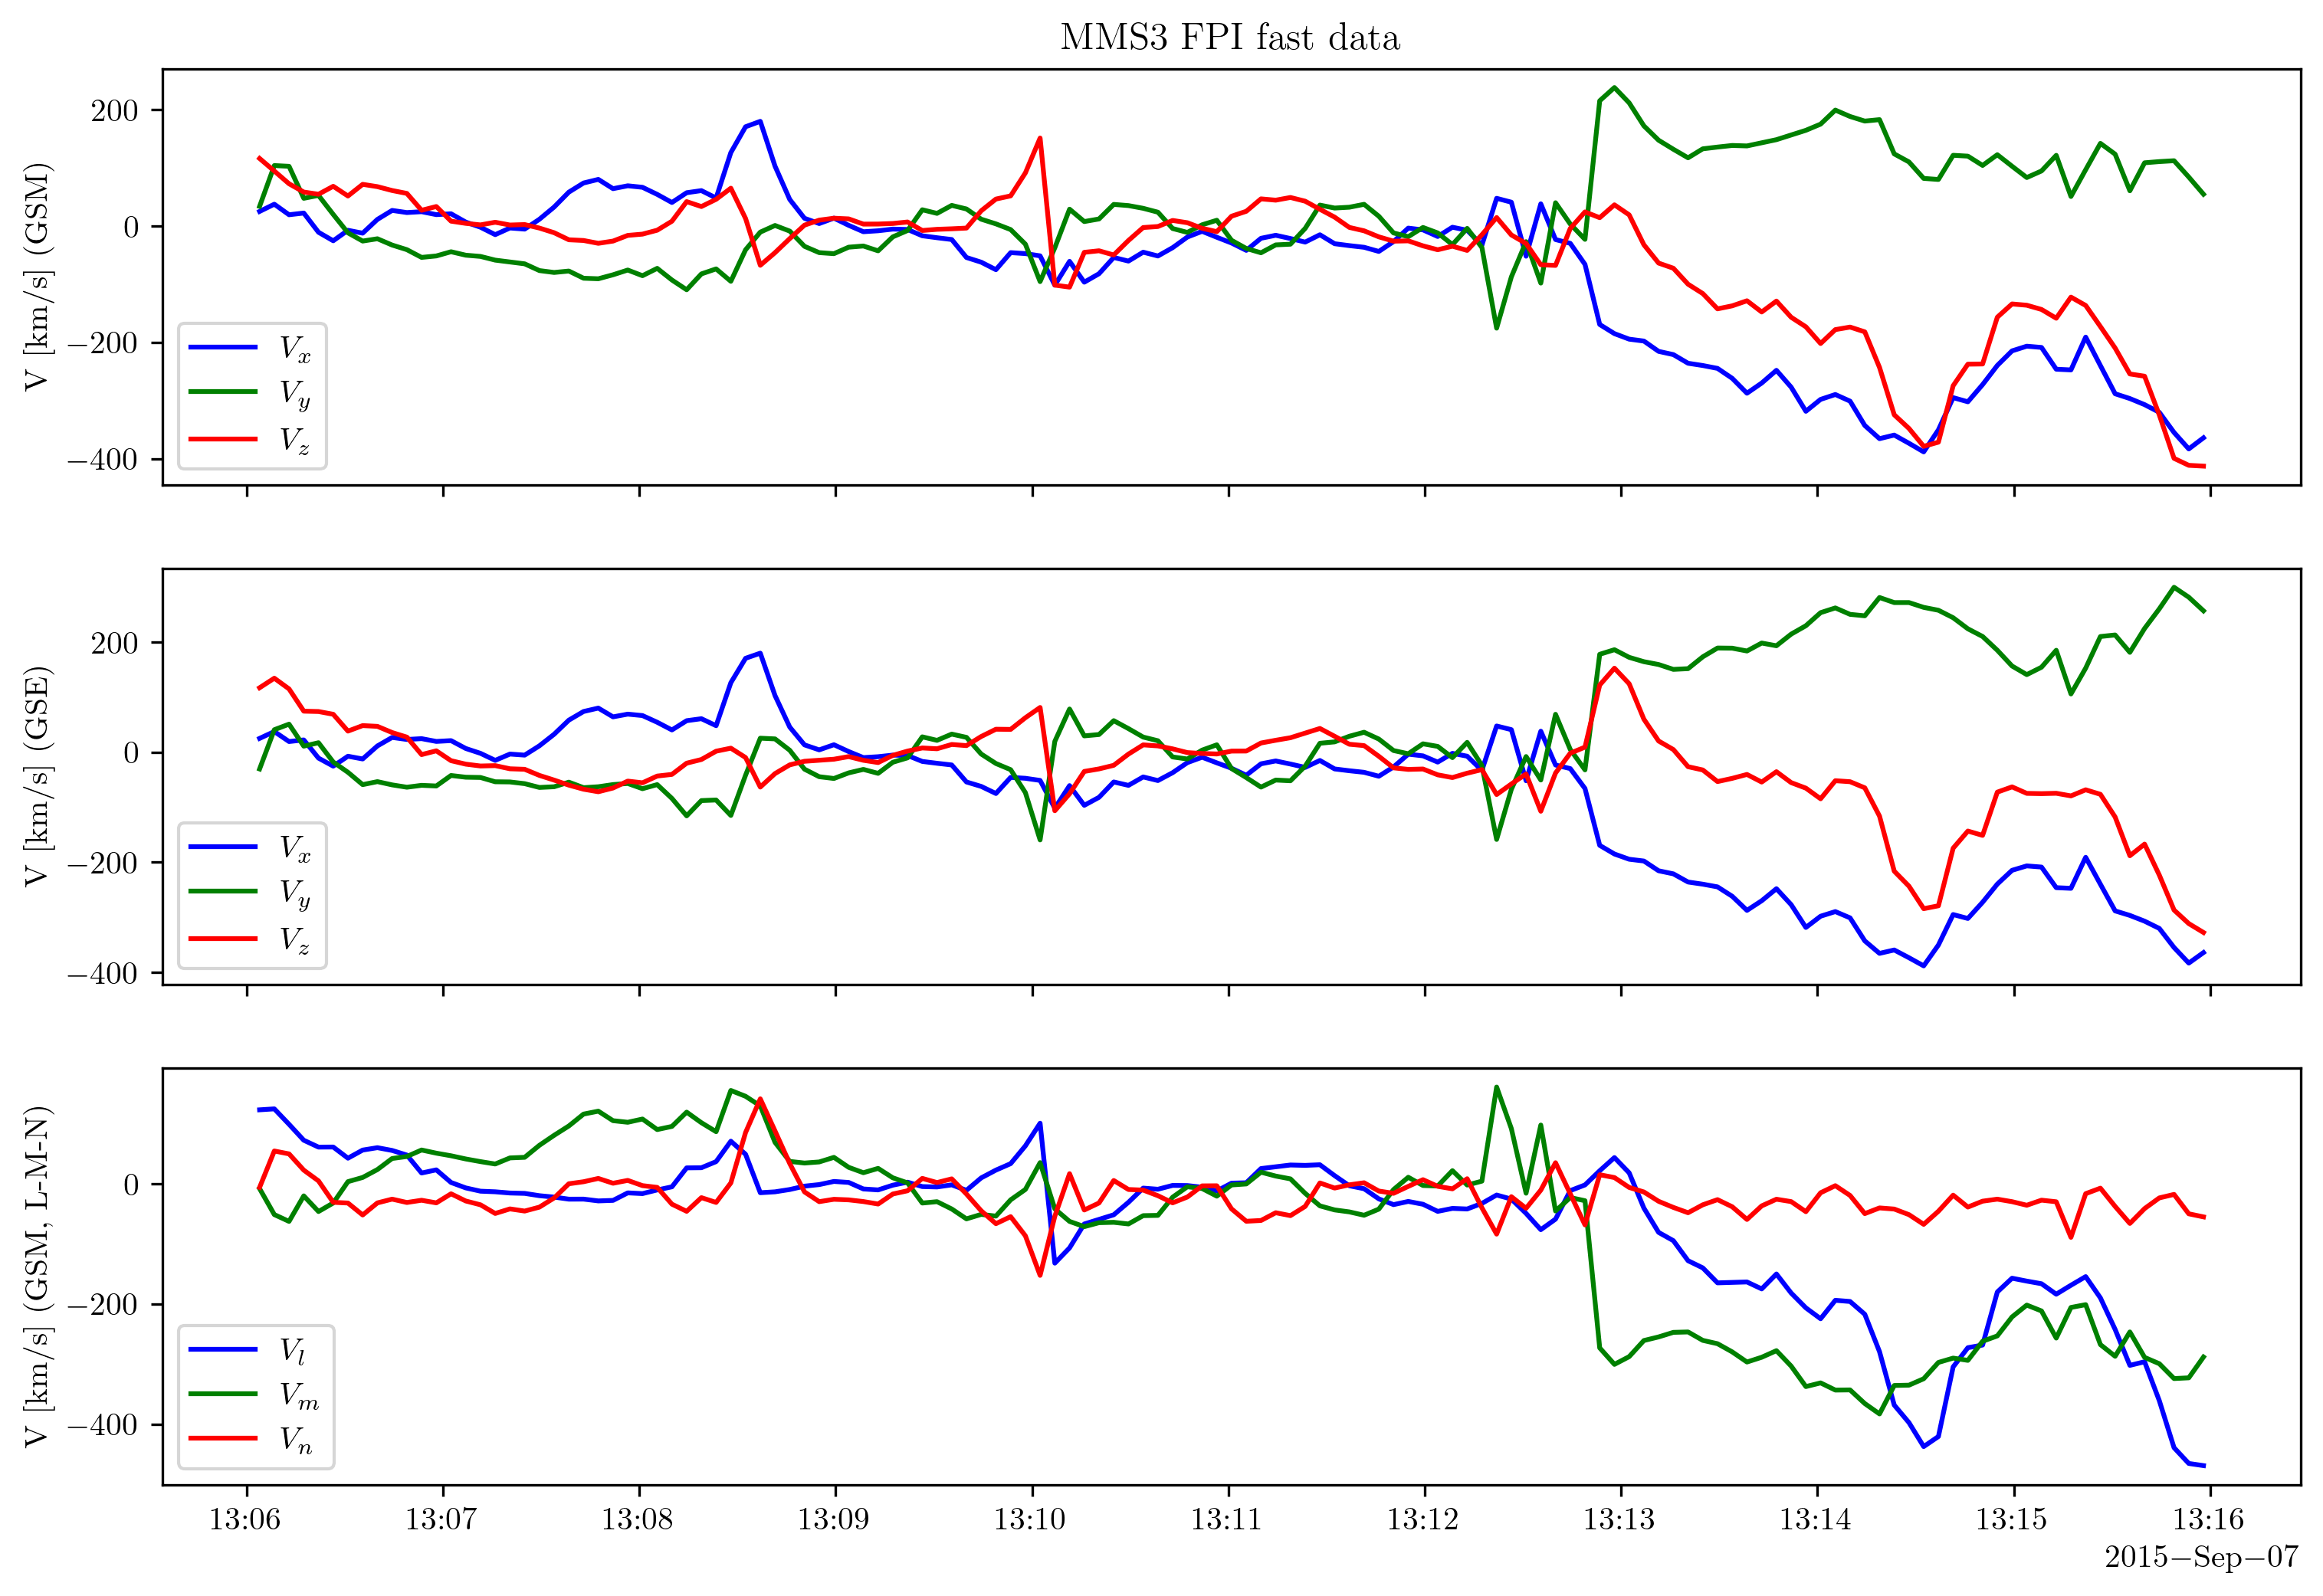 MMS3 FPI fast data
V [km/s] (GSM)
200
0
−200
−400
V_x
V_y
V_z
V [km/s] (GSE)
200
0
−200
−400
V_x
V_y
V_z
V [km/s] (GSM, L-M-N)
0
−200
−400
V_l
V_m
V_n
13:06 13:07 13:08 13:09 13:10 13:11 13:12 13:13 13:14 13:15 13:16
2015−Sep−07